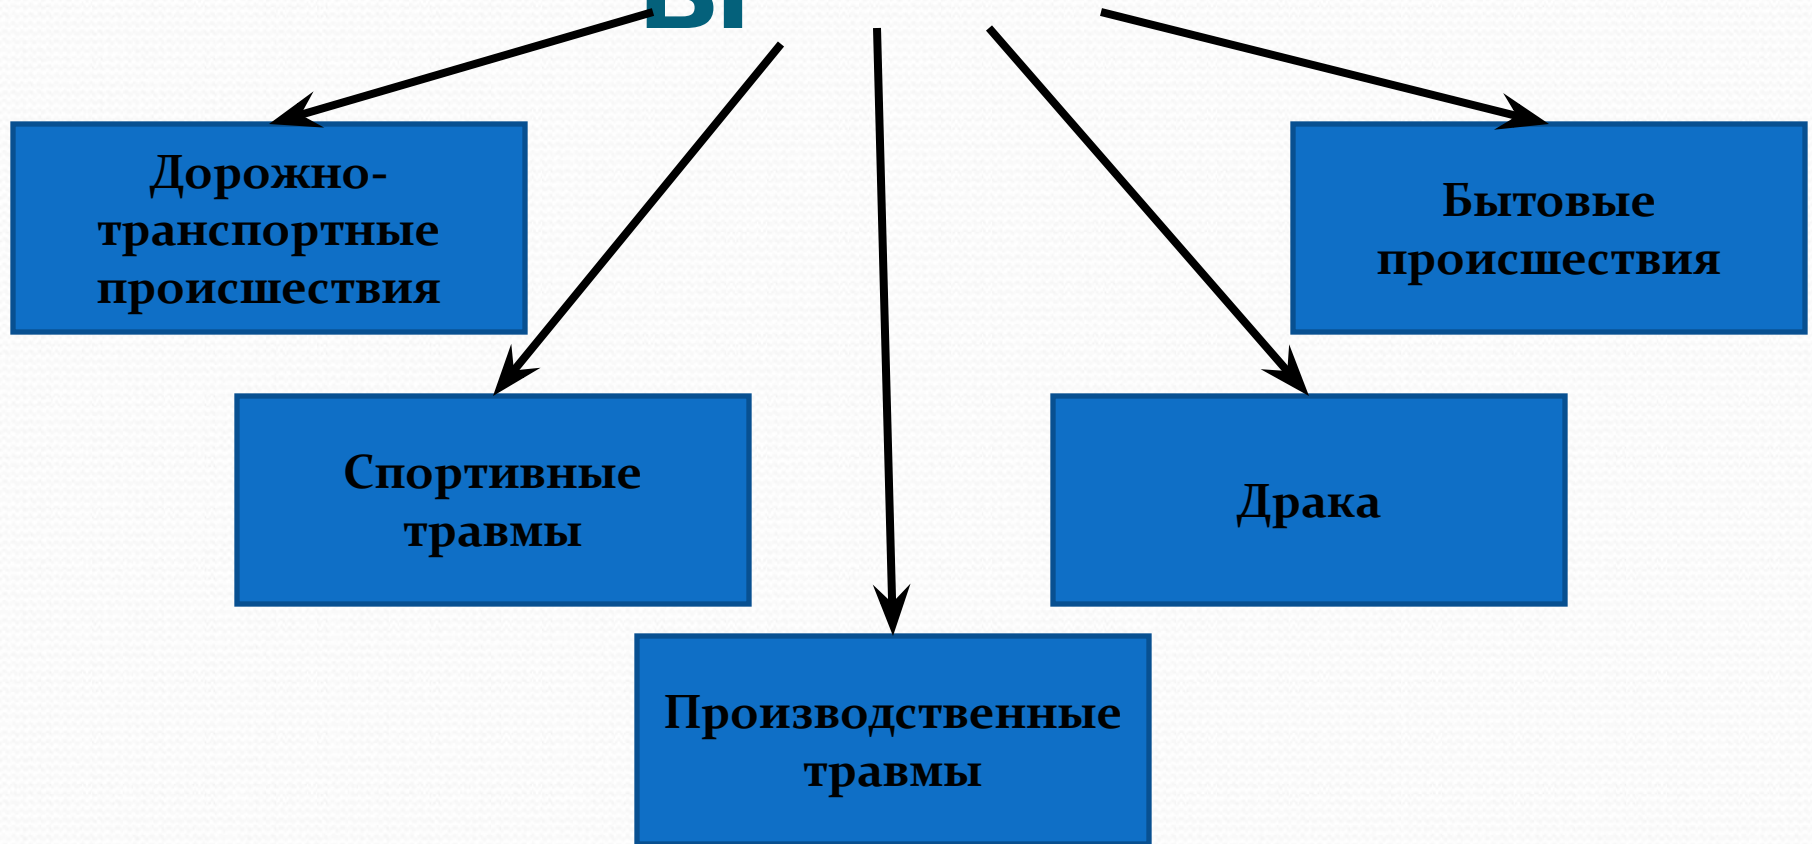 Дорожно-
транспортные
происшествия
Бытовые
происшествия
Спортивные
травмы
Драка
Производственные
травмы